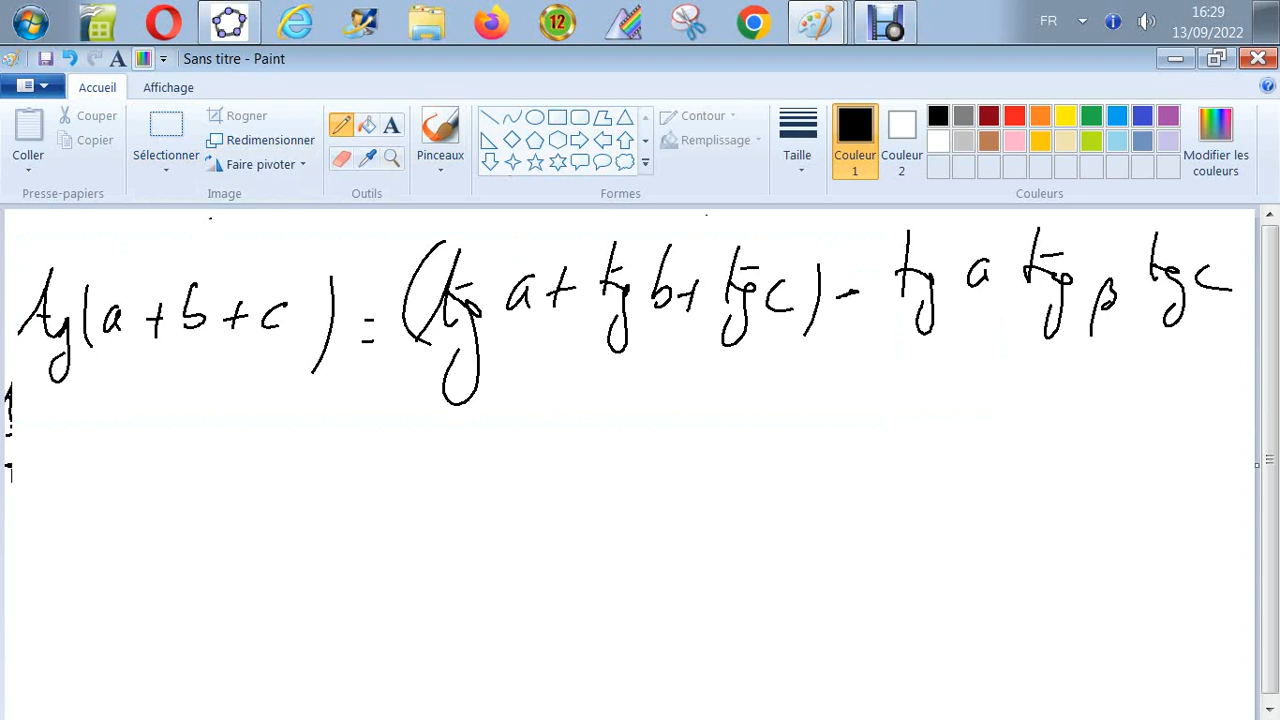 FR
16:29
13/09/2022
12
Sans titre - Paint
Accueil Affichage
Couper Rogner Contour
Copier Redimensionner Remplissage
Coller Sélectionner Faire pivoter Pinceaux Taille Couleur 1 Couleur 2 Modifier les couleurs
Presse-papiers Image Outils Formes Couleurs
tg(a+b+c) = (tg a + tg b + tg c) - tg a tg β tg c